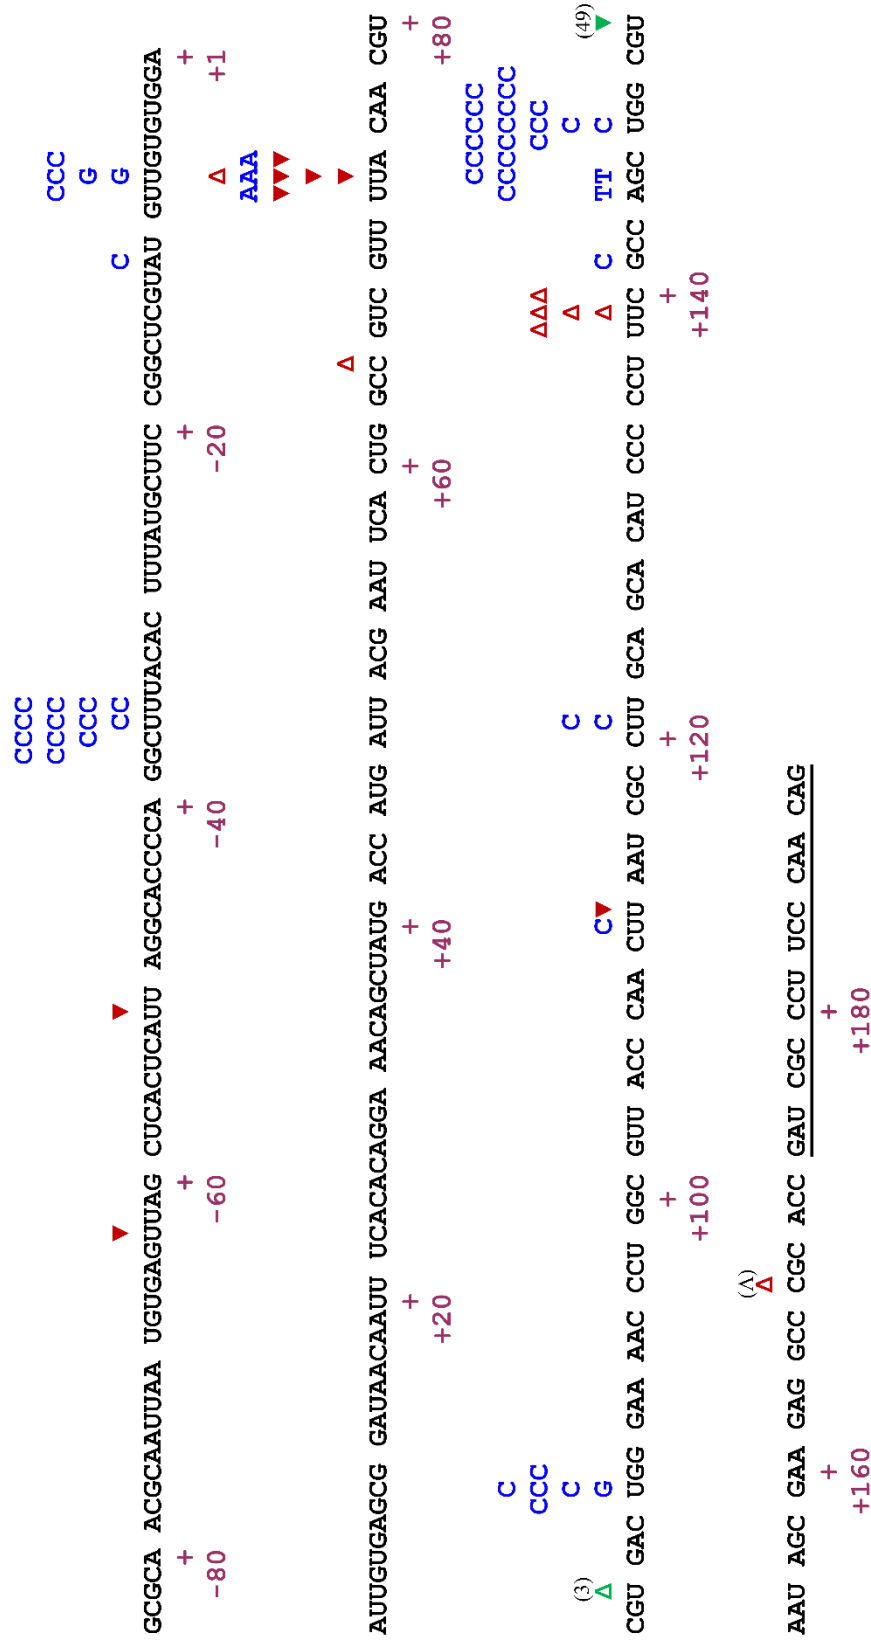 CCCC
CCCC CCC
CCC G
CC C G
GCGCA ACGCAAUUAA UGUGAGUUAG CUCACUCAUU AGGCACCCCA GGCUUUACAC UUUAUGCUUC CGGCUCGUAU GUUGUGUGGA
+ + + + +
-80 -60 -40 -20 +1
AAA
AUUGUGAGCG GAUAACAAUU UCACACAGGA AACAGCUAUG ACC AUG AUU ACG AAU UCA CUG GCC GUC GUU UUA CAA CGU
+ + + +
+20 +40 +60 +80
CCCCCC
C CCCCCCCC
CCC CCC
C C C
(3) G C C C TT C (49)
CGU GAC UGG GAA AAC CCU GGC GUU ACC CAA CUU AAU CGC CUU GCA GCA CAU CCC CCU UUC GCC AGC UGG CGU
+ + +
+100 +120 +140
(Λ)
AAU AGC GAA GAG GCC CGC ACC GAU CGC CCU UCC CAA CAG
+ +
+160 +180